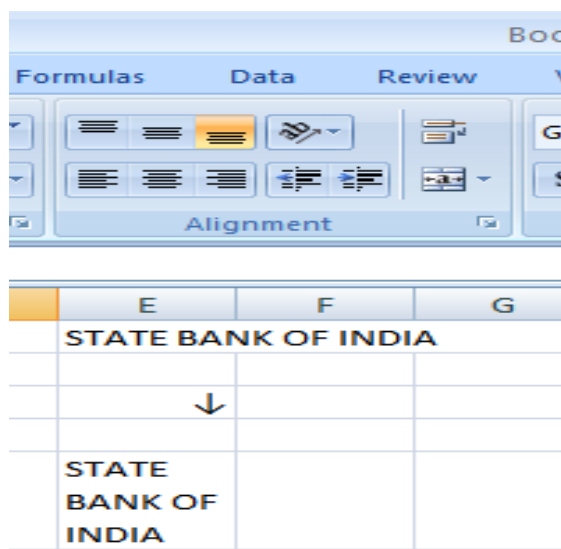 Boo
Formulas Data Review
Alignment
E F G
STATE BANK OF INDIA
↓
STATE
BANK OF
INDIA